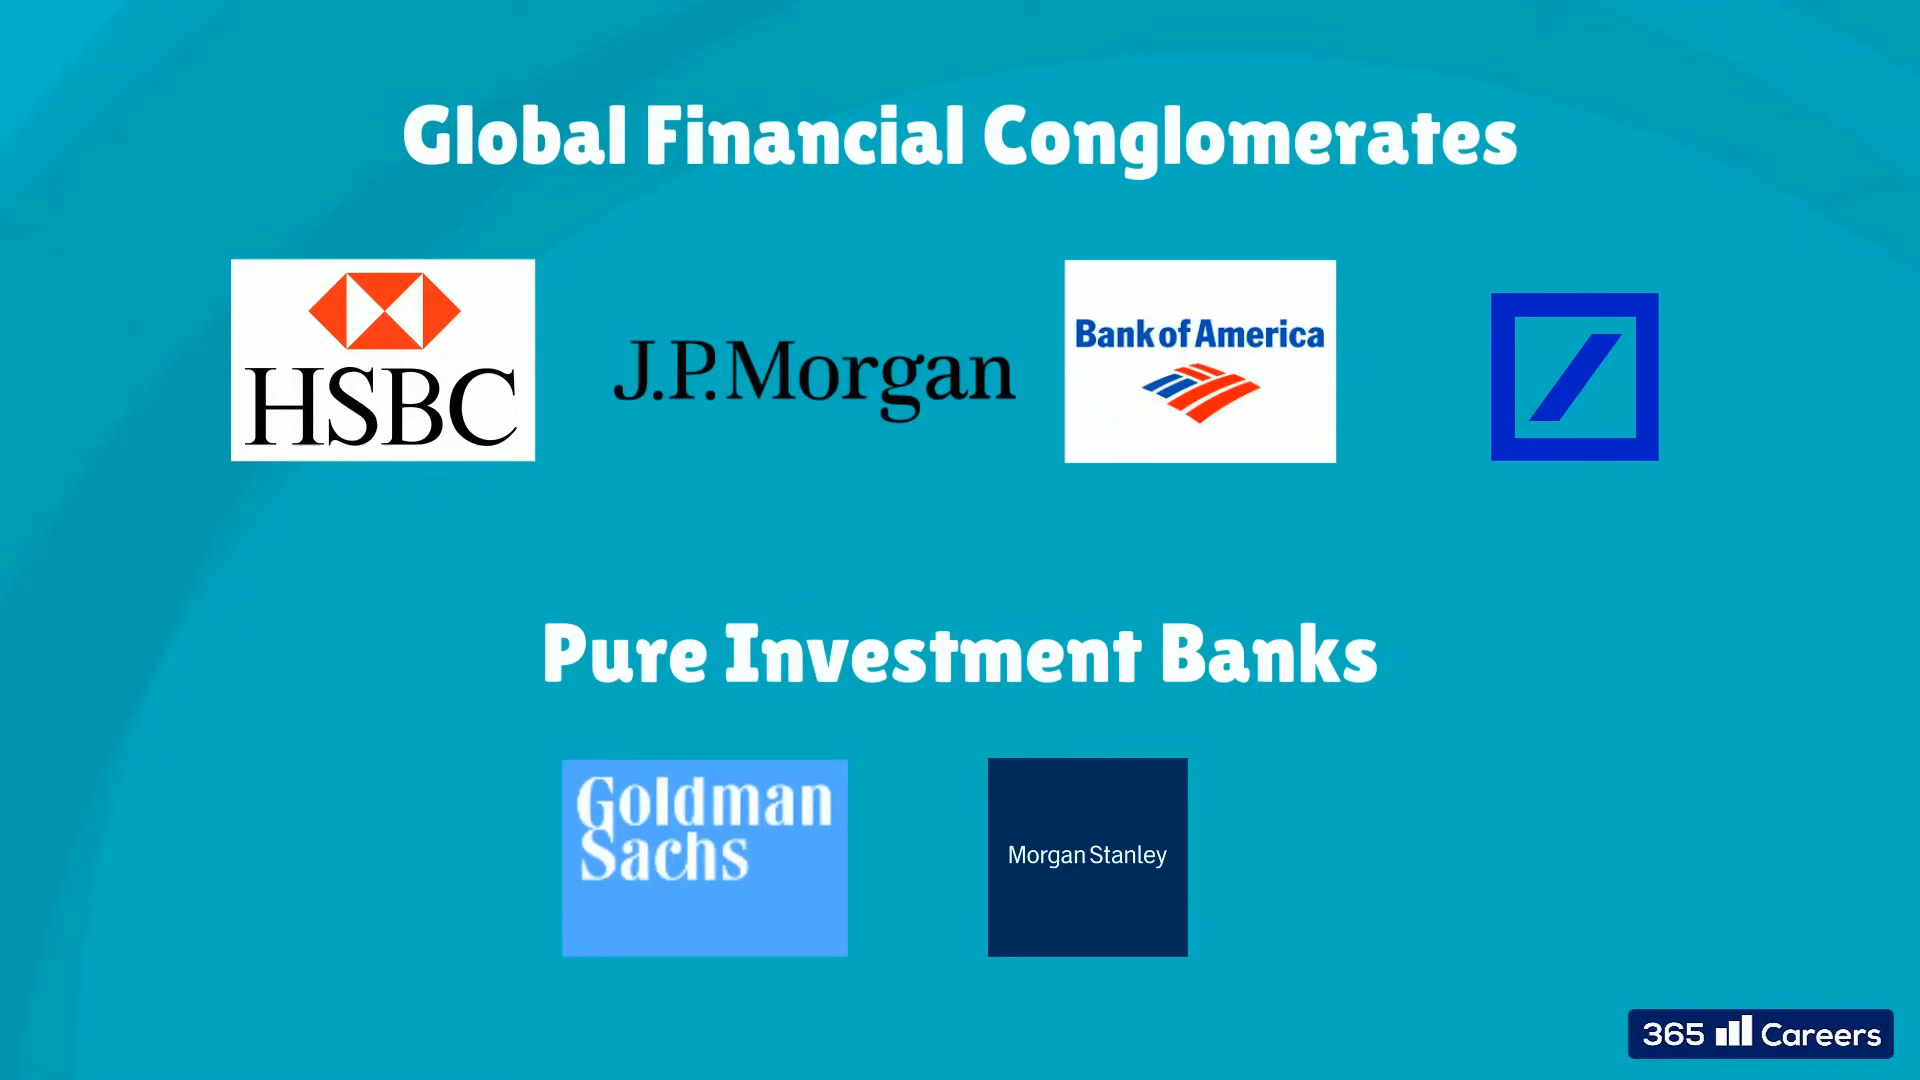 Global Financial Conglomerates
HSBC
J.P.Morgan
Bank of America
Pure Investment Banks
Goldman
Sachs
Morgan Stanley
365 Careers